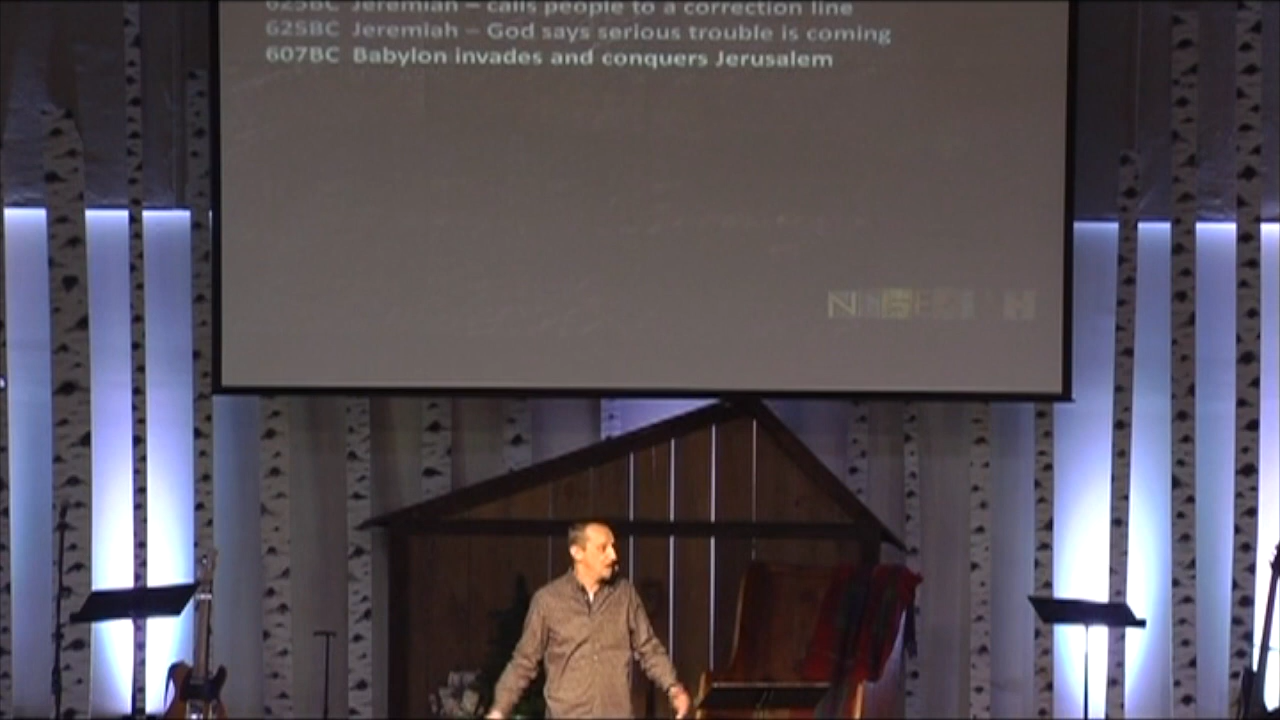 625BC Jeremiah – calls people to a correction line
625BC Jeremiah – God says serious trouble is coming
607BC Babylon invades and conquers Jerusalem